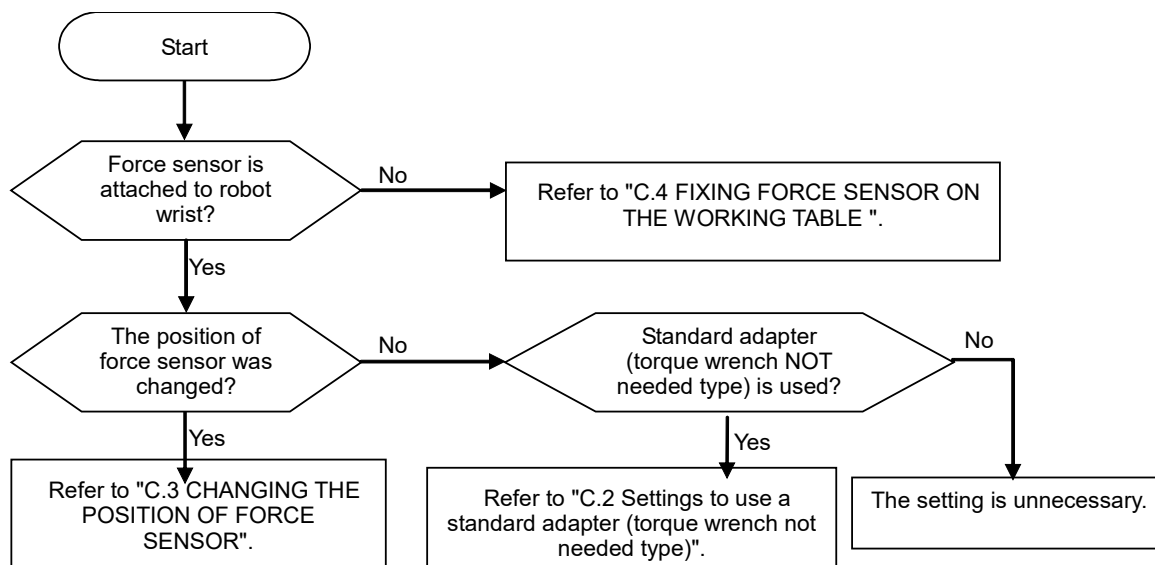 Start
Force sensor is
attached to robot
wrist?
No
Refer to "C.4 FIXING FORCE SENSOR ON
THE WORKING TABLE ".
Yes
The position of
force sensor was
changed?
No
Standard adapter
(torque wrench NOT
needed type) is used?
No
Yes
Yes
Refer to "C.3 CHANGING THE
POSITION OF FORCE
SENSOR".
Refer to "C.2 Settings to use a
standard adapter (torque wrench not
needed type)".
The setting is unnecessary.